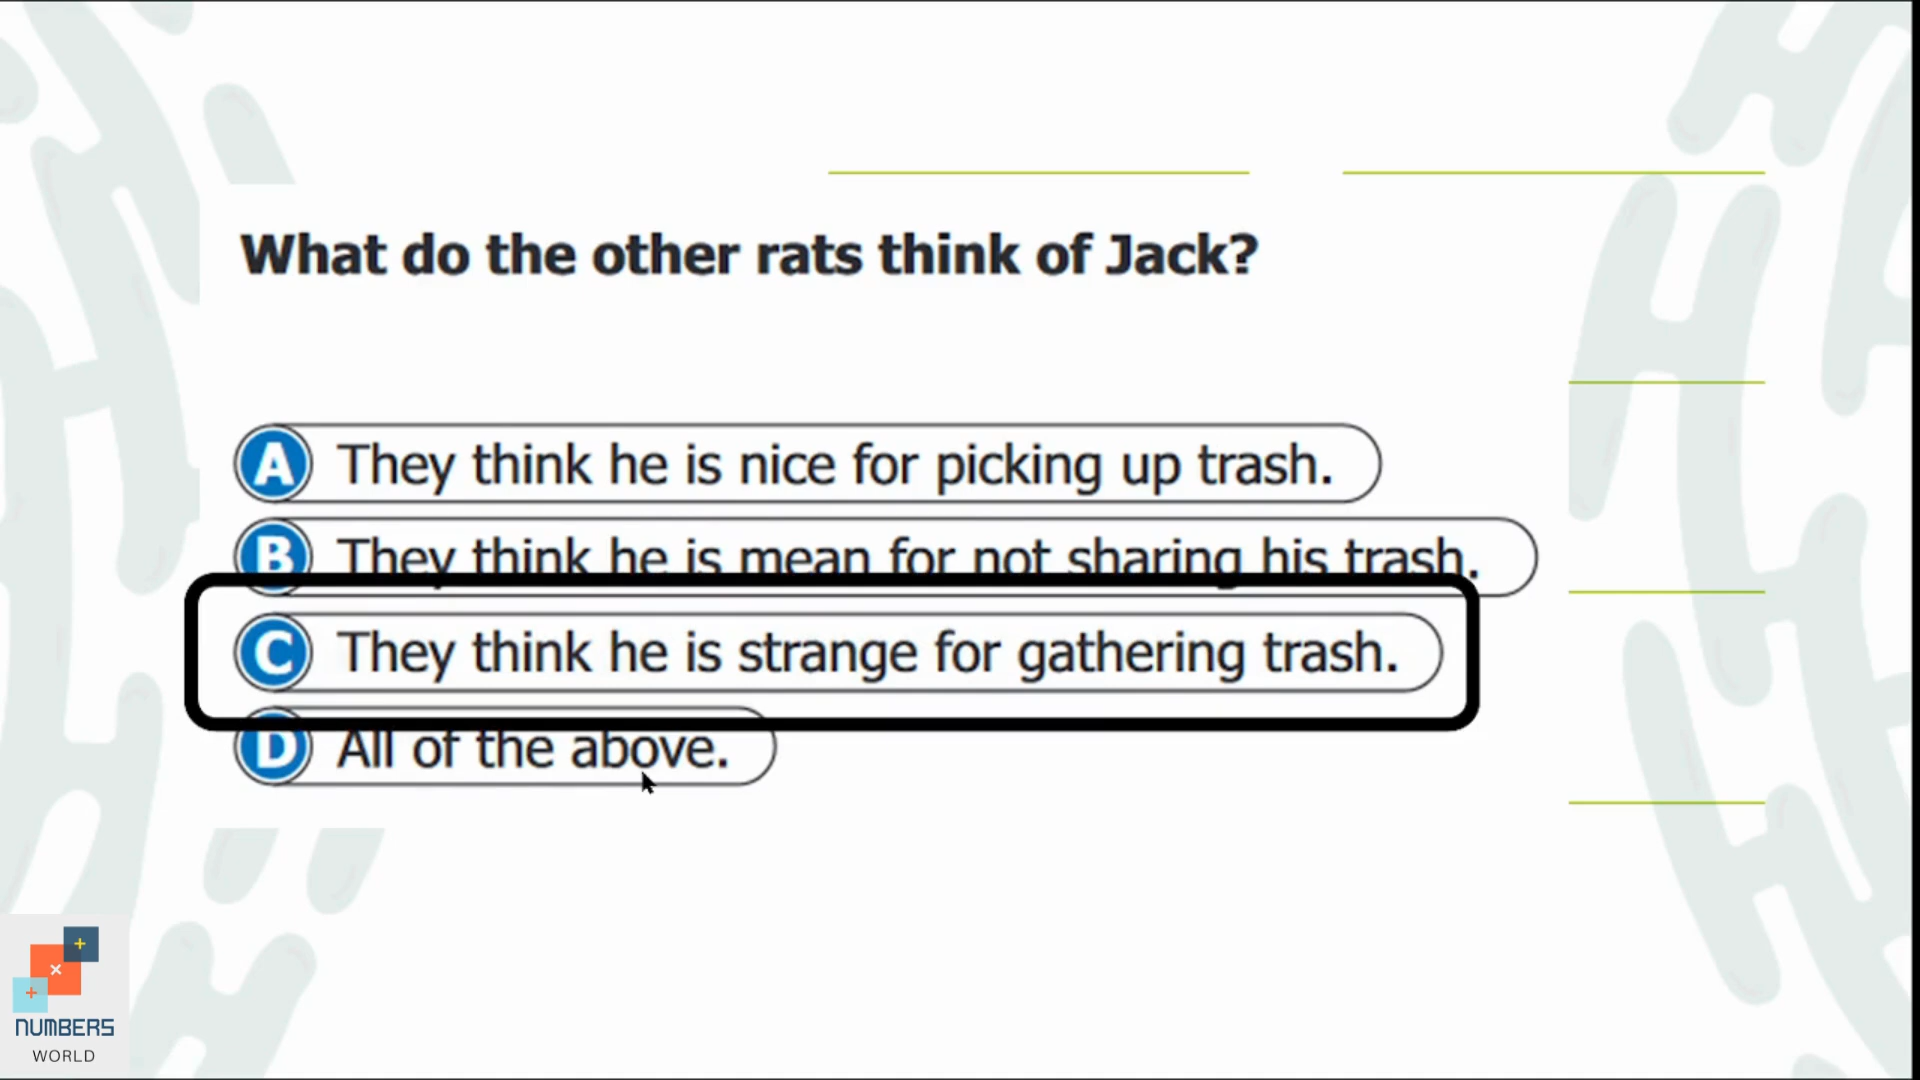 What do the other rats think of Jack?
A They think he is nice for picking up trash.
B They think he is mean for not sharing his trash.
C They think he is strange for gathering trash.
D All of the above.
+
×
+
NUMBERS
WORLD